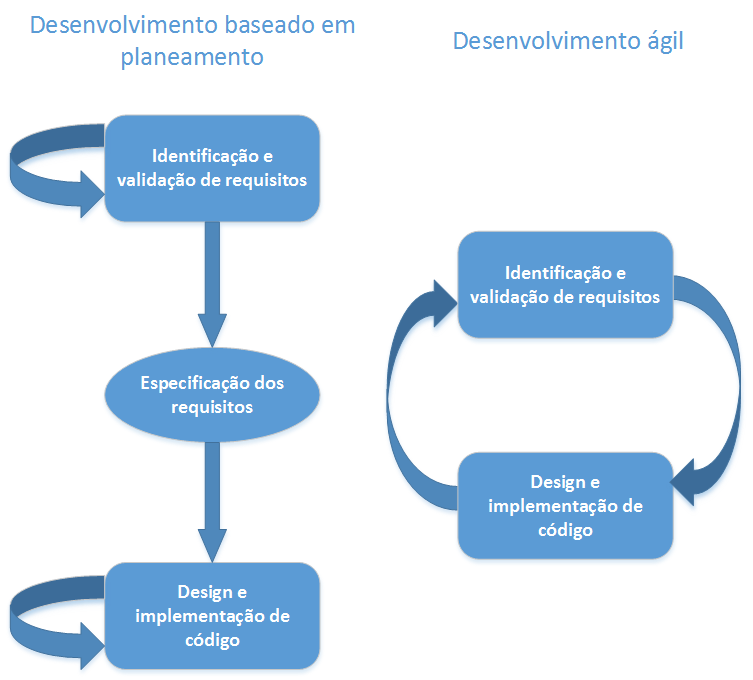 Desenvolvimento baseado em
planeamento
Identificação e
validação de requisitos
Especificação dos
requisitos
Design e
implementação de
código
Desenvolvimento ágil
Identificação e
validação de requisitos
Design e
implementação de
código